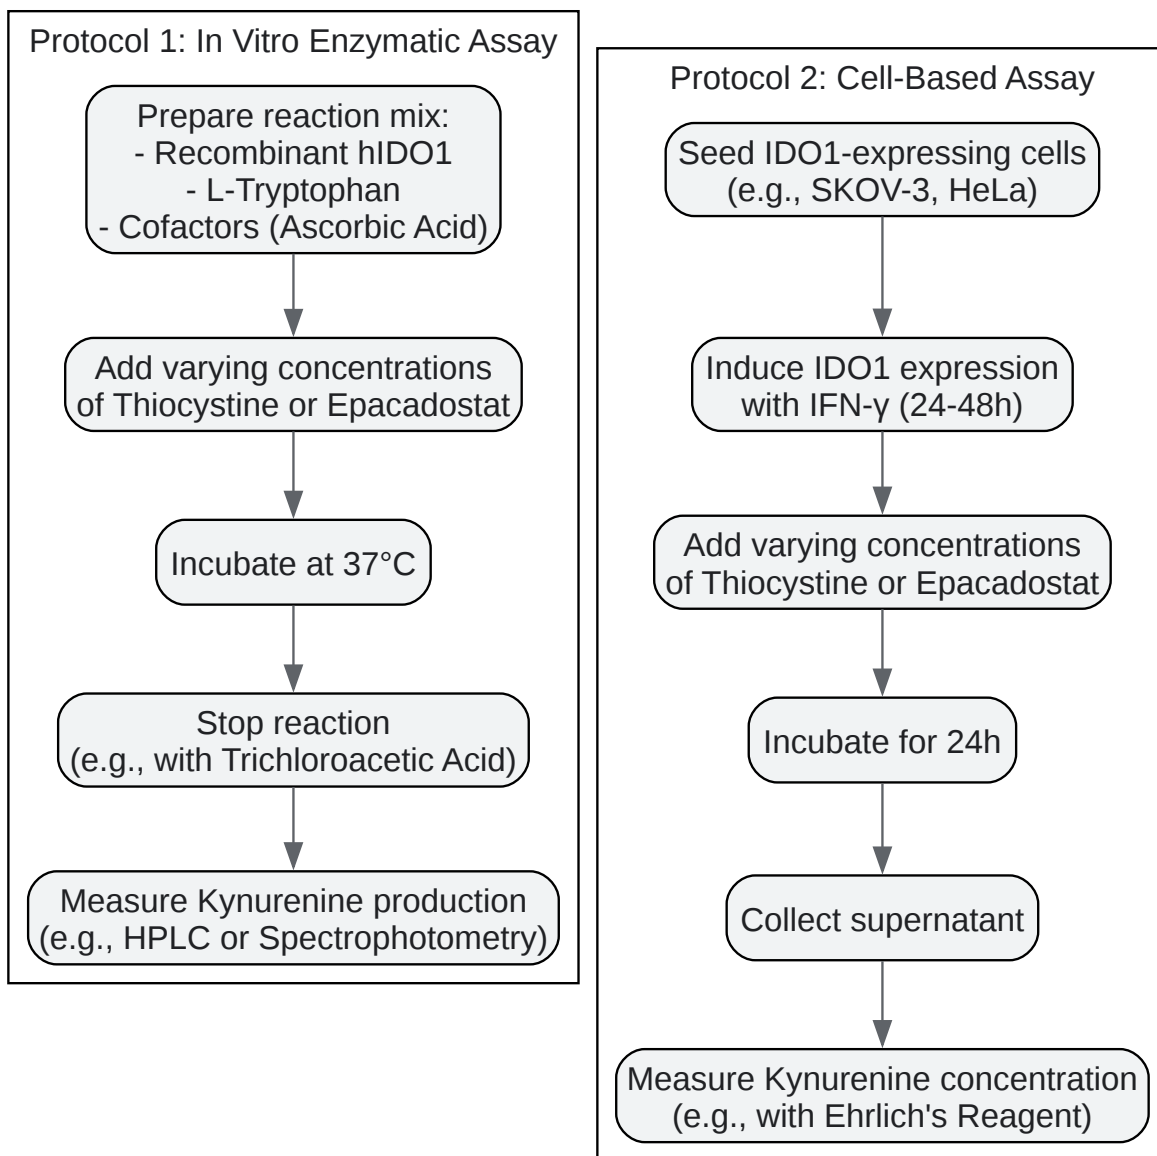 Protocol 1: In Vitro Enzymatic Assay
Prepare reaction mix:
- Recombinant hIDO1
- L-Tryptophan
- Cofactors (Ascorbic Acid)
Add varying concentrations
of Thiocystine or Epacadostat
Incubate at 37°C
Stop reaction
(e.g., with Trichloroacetic Acid)
Measure Kynurenine production
(e.g., HPLC or Spectrophotometry)
Protocol 2: Cell-Based Assay
Seed IDO1-expressing cells
(e.g., SKOV-3, HeLa)
Induce IDO1 expression
with IFN-γ (24-48h)
Add varying concentrations
of Thiocystine or Epacadostat
Incubate for 24h
Collect supernatant
Measure Kynurenine concentration
(e.g., with Ehrlich's Reagent)